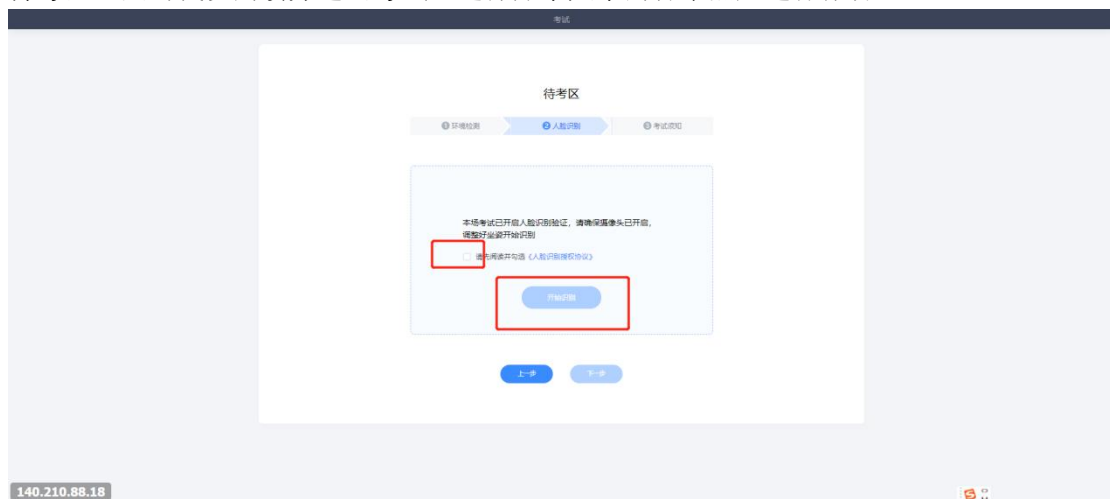 考试
待考区
1 环境检测 2 人脸识别 3 考试须知
本场考试已开启人脸识别验证，请确保摄像头已开启，
调整好坐姿开始识别
请先阅读并勾选《人脸识别授权协议》
开始识别
上一步 下一步
140.210.88.18